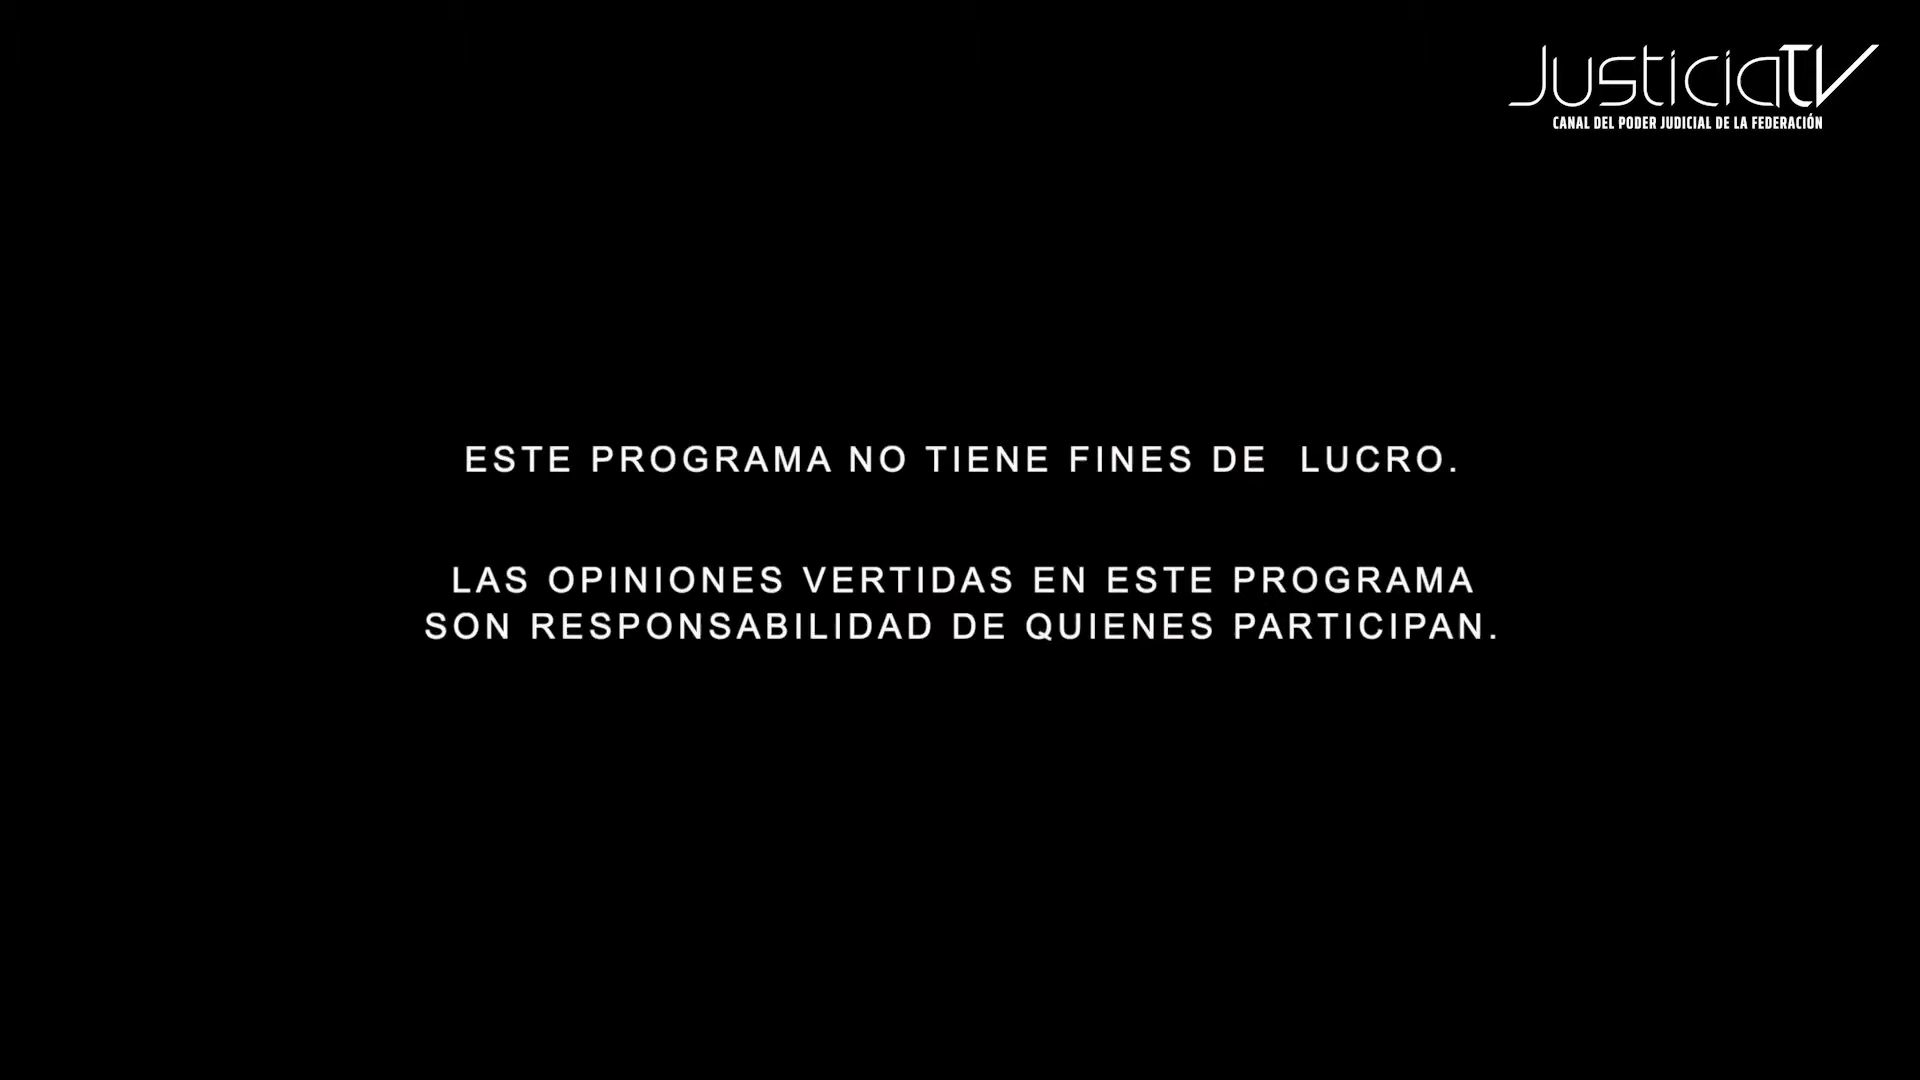 JusticiaTV
CANAL DEL PODER JUDICIAL DE LA FEDERACIÓN
ESTE PROGRAMA NO TIENE FINES DE  LUCRO.
LAS OPINIONES VERTIDAS EN ESTE PROGRAMA
SON RESPONSABILIDAD DE QUIENES PARTICIPAN.